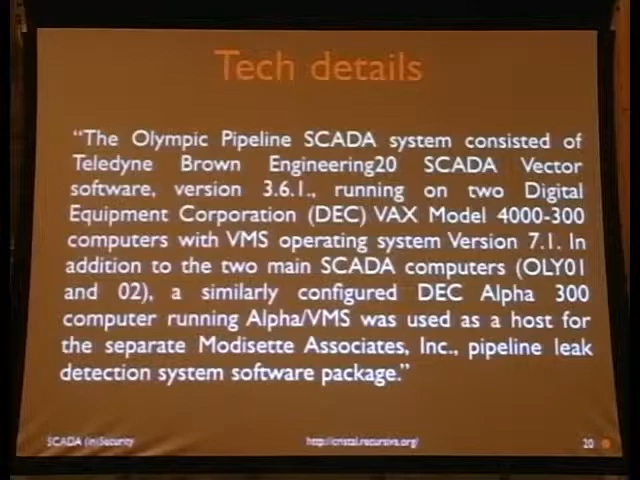 Tech details
“The Olympic Pipeline SCADA system consisted of
Teledyne Brown Engineering20 SCADA Vector
software, version 3.6.1., running on two Digital
Equipment Corporation (DEC) VAX Model 4000-300
computers with VMS operating system Version 7.1. In
addition to the two main SCADA computers (OLY01
and 02), a similarly configured DEC Alpha 300
computer running Alpha/VMS was used as a host for
the separate Modisette Associates, Inc., pipeline leak
detection system software package.”
SCADA (in)Security
http://cristal.recursiva.org/
20